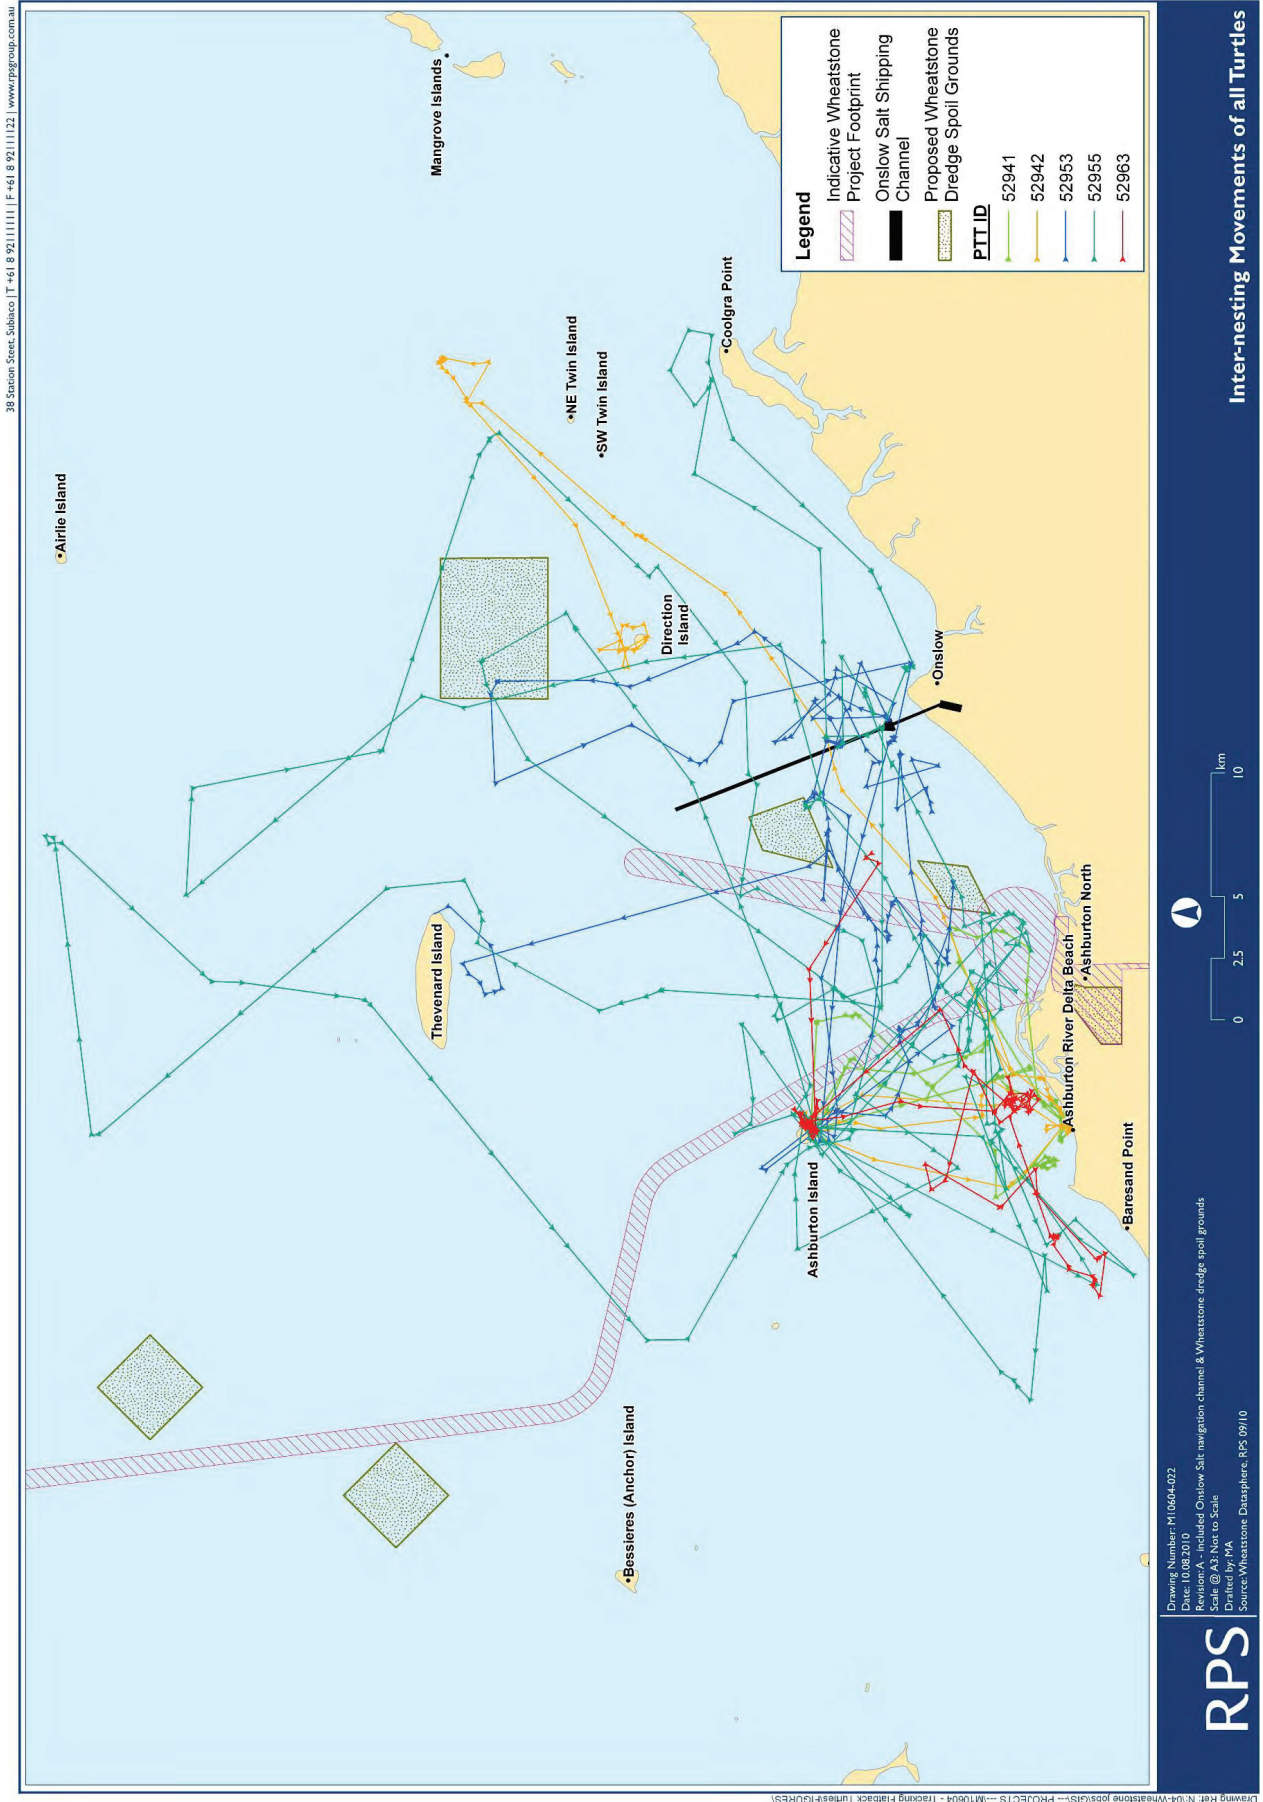 38 Station Steet, Subiaco | T +61 8 92111111 | F +61 8 92111122 | www.rpsgroup.com.au
Mangrove Islands
Airlie Island
NE Twin Island
SW Twin Island
Coolgra Point
Direction
Island
Onslow
Thevenard Island
Ashburton Island
Ashburton River Delta Beach
Ashburton North
Baresand Point
Bessieres (Anchor) Island
Legend
Indicative Wheatstone
Project Footprint
Onslow Salt Shipping
Channel
Proposed Wheatstone
Dredge Spoil Grounds
PTT ID
52941
52942
52953
52955
52963
0 2.5 5 10
km
RPS
Drawing Number: M10604-022
Date: 10.08.2010
Revision: A - included Onslow Salt navigation channel & Wheatstone dredge spoil grounds
Scale @ A3: Not to Scale
Drafted by: MA
Source: Wheatstone Datasphere, RPS 09/10
Inter-nesting Movements of all Turtles